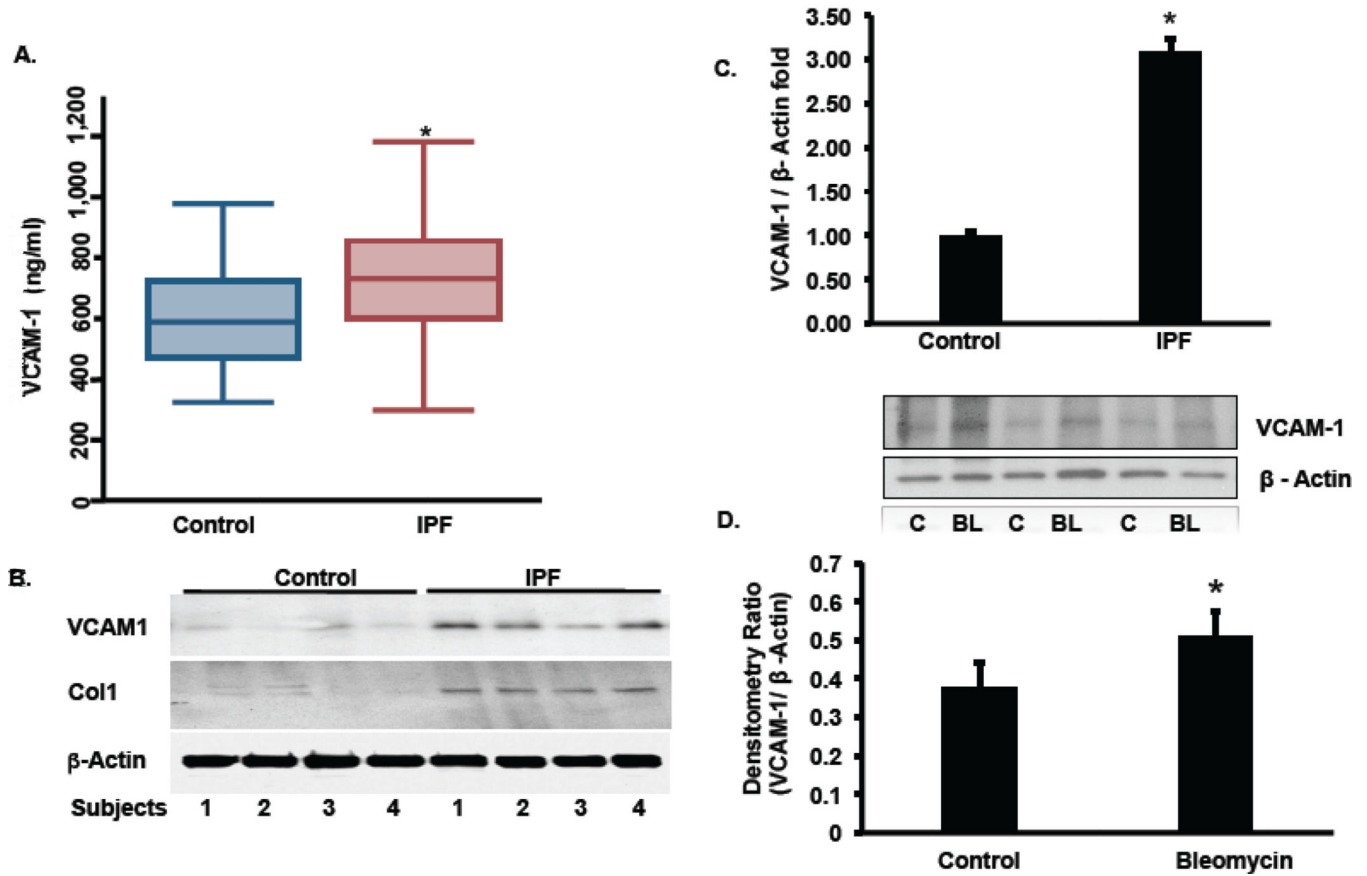 A.
VCAM-1 (ng/ml)
1,200
1,000
800
600
400
200
0
*
Control IPF
B.
Control IPF
VCAM1
Col1
β-Actin
Subjects 1 2 3 4 1 2 3 4
C.
VCAM-1 / β- Actin fold
3.50
3.00
2.50
2.00
1.50
1.00
0.50
0.00
*
Control IPF
VCAM-1
β - Actin
C BL C BL C BL
D.
Densitometry Ratio
(VCAM-1/ β -Actin)
0.7
0.6
0.5
0.4
0.3
0.2
0.1
0
*
Control Bleomycin